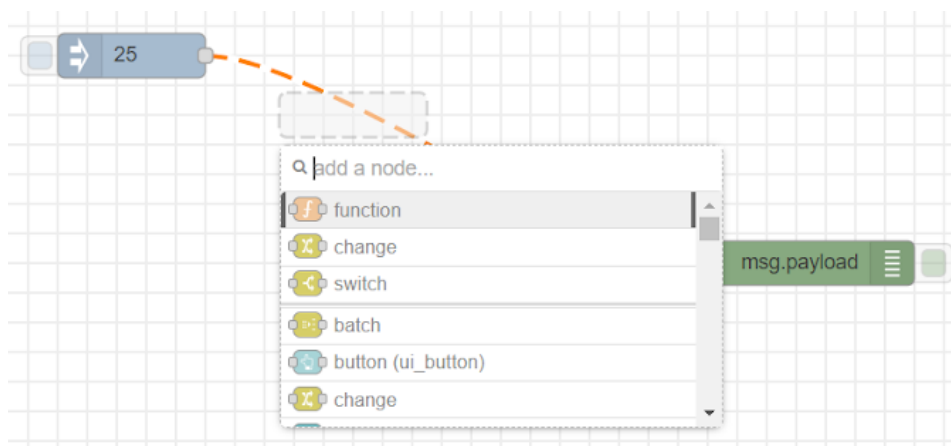 25
add a node...
function
change
switch
msg.payload
batch
button (ui_button)
change